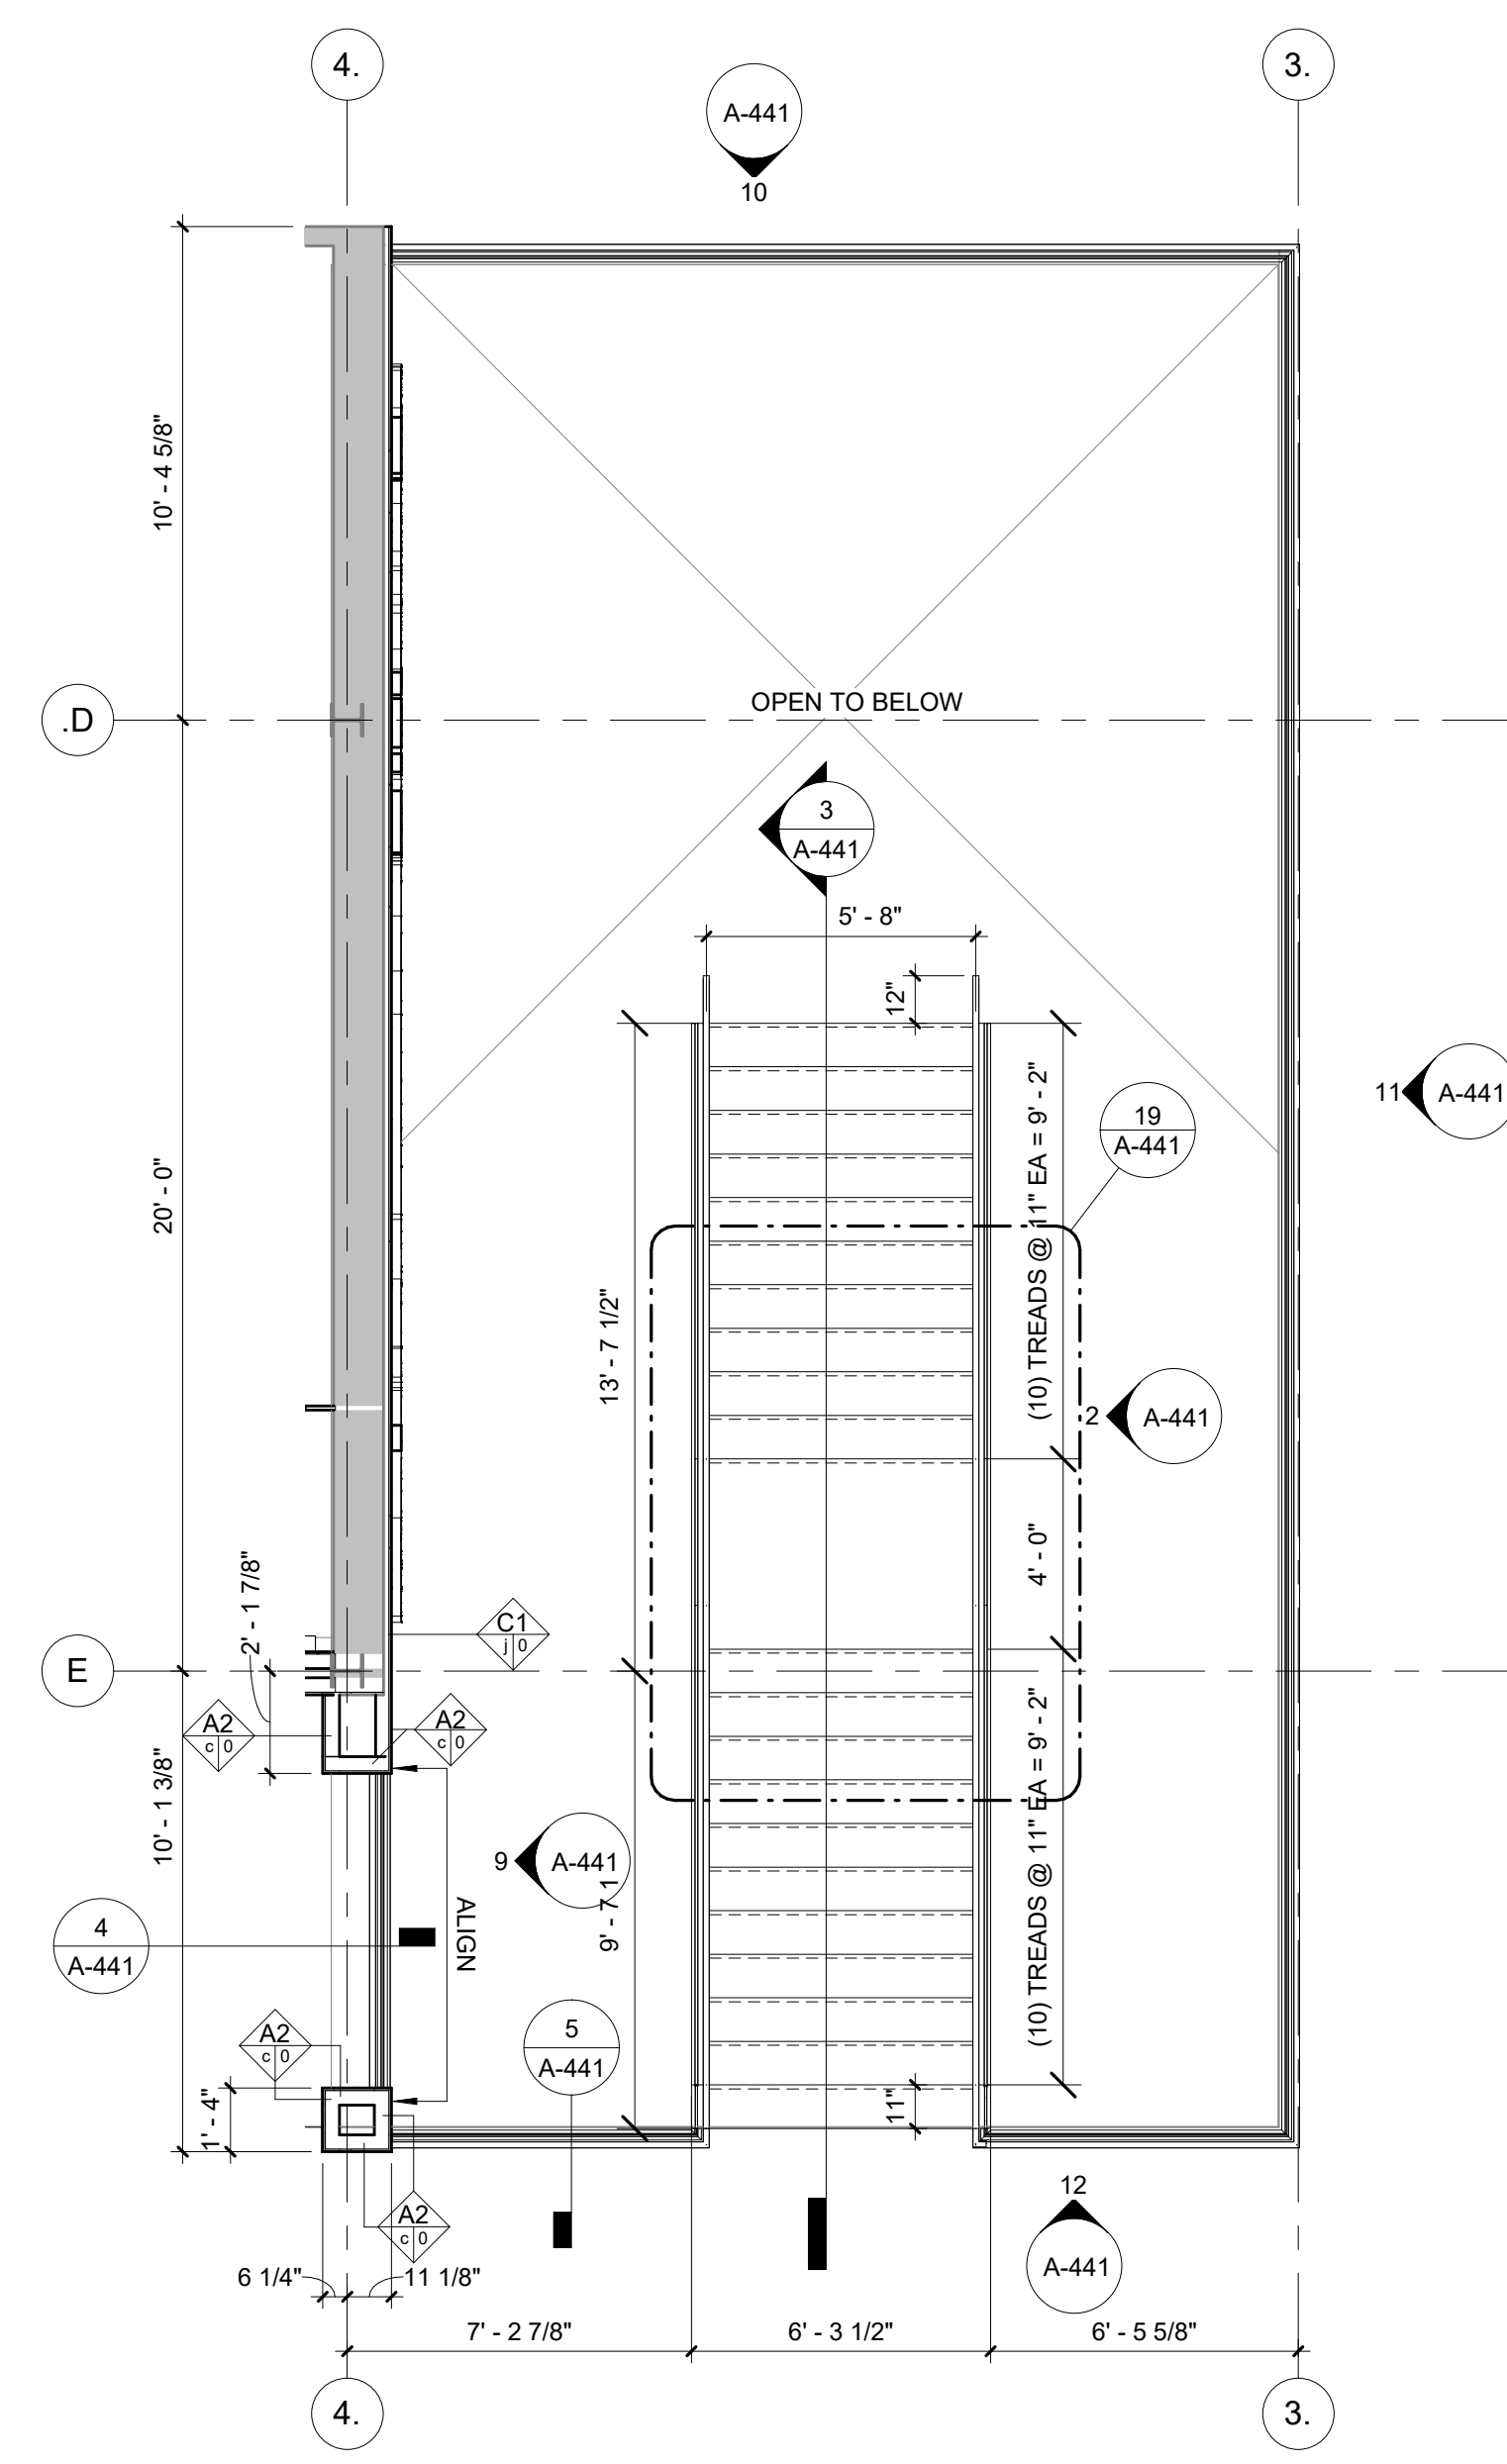 4.
3.
A-441
10
10' - 4 5/8"
.D
OPEN TO BELOW
3
A-441
5' - 8"
12"
11
A-441
19
A-441
(10) TREADS @ 11" EA = 9' - 2"
20' - 0"
13' - 7 1/2"
2
A-441
4' - 0"
2' - 1 7/8"
C1
j 0
E
A2
c 0
A2
c 0
10' - 1 3/8"
(10) TREADS @ 11" EA = 9' - 2"
9
A-441
9' - 7 1
ALIGN
4
A-441
5
A-441
A2
c 0
1' - 4"
11"
A2
c 0
12
A-441
6 1/4"
11 1/8"
7' - 2 7/8"
6' - 3 1/2"
6' - 5 5/8"
4.
3.